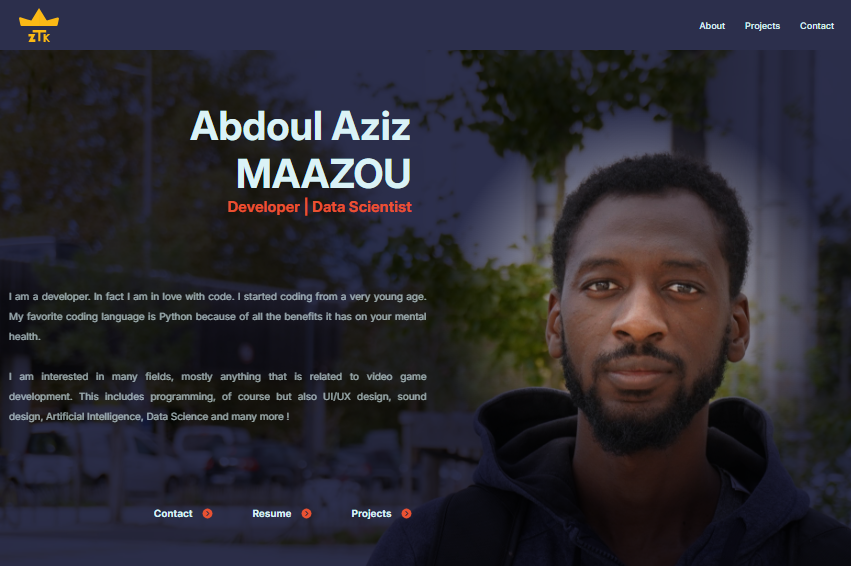 ZTK
About Projects Contact
Abdoul Aziz
MAAZOU
Developer | Data Scientist
I am a developer. In fact I am in love with code. I started coding from a very young age.
My favorite coding language is Python because of all the benefits it has on your mental
health.
I am interested in many fields, mostly anything that is related to video game
development. This includes programming, of course but also UI/UX design, sound
design, Artificial Intelligence, Data Science and many more !
Contact Resume Projects